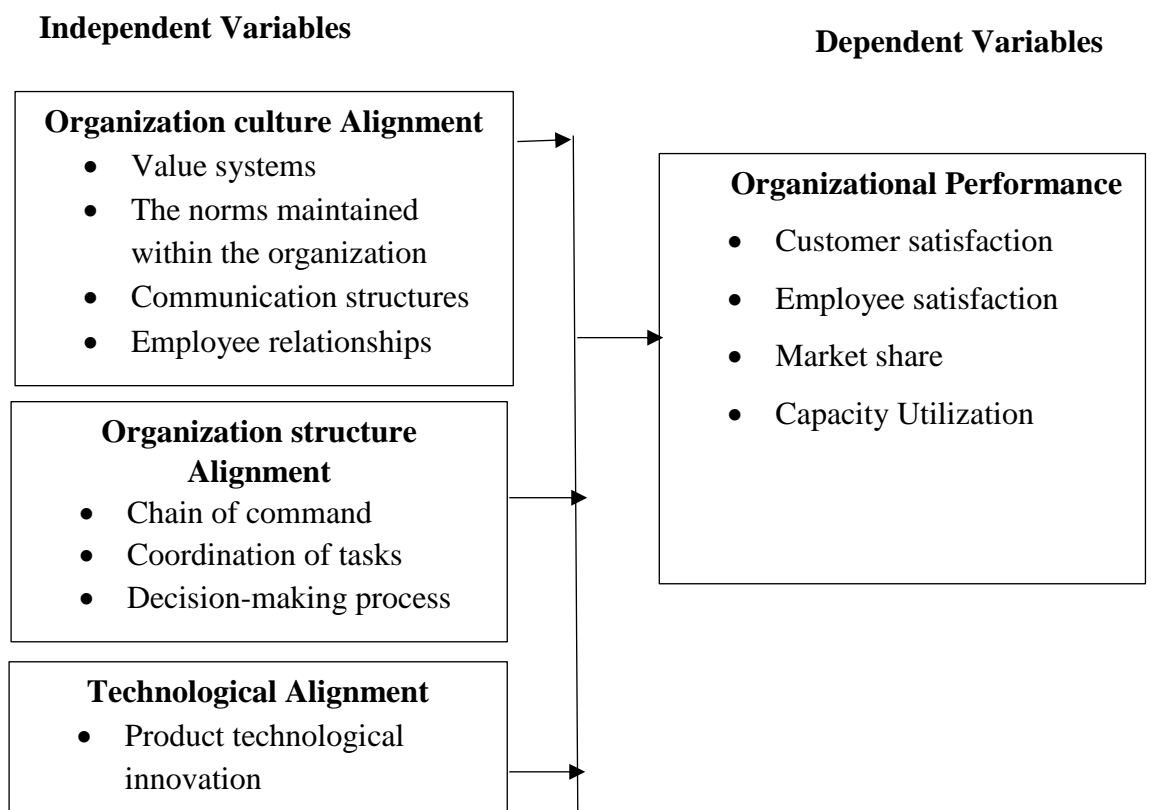 Independent Variables
Dependent Variables
Organization culture Alignment
• Value systems
• The norms maintained
within the organization
• Communication structures
• Employee relationships
Organization structure
Alignment
• Chain of command
• Coordination of tasks
• Decision-making process
Technological Alignment
• Product technological
innovation
Organizational Performance
• Customer satisfaction
• Employee satisfaction
• Market share
• Capacity Utilization